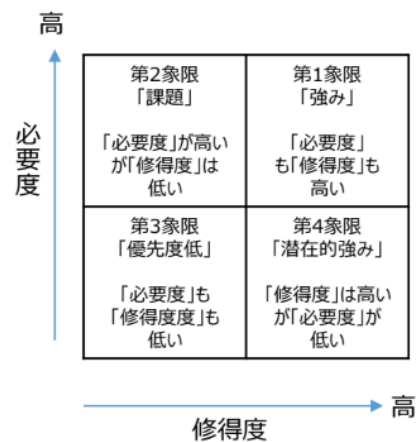 高
必要度
第2象限
「課題」
「必要度」が高い
が「修得度」は
低い
第1象限
「強み」
「必要度」
も「修得度」も
高い
第3象限
「優先度低」
「必要度」も
「修得度度」も
低い
第4象限
「潜在的強み」
「修得度」は高い
が「必要度」が
低い
高
修得度